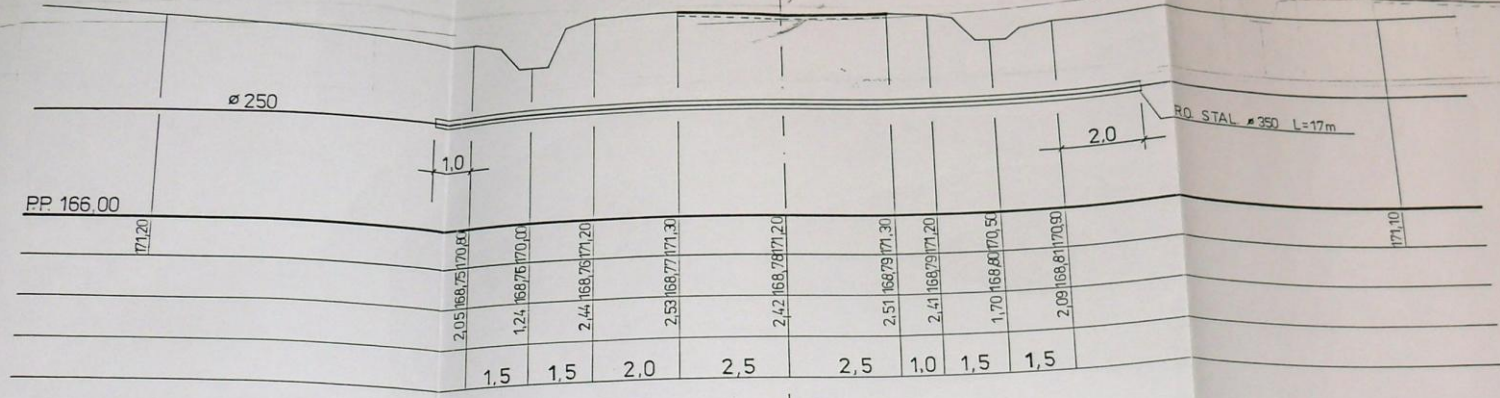 ø 250
R.O. STAL. ø 350 L=17m
1,0
2,0
P.P. 166,00
171,20 170,80 170,00 171,20 171,30 171,20 171,30 171,20 170,50 170,90 171,10
168,75 168,76 168,76 168,77 168,78 168,79 168,79 168,80 168,81
2,05 1,24 2,44 2,53 2,42 2,51 2,41 1,70 2,09
1,5 1,5 2,0 2,5 2,5 1,0 1,5 1,5